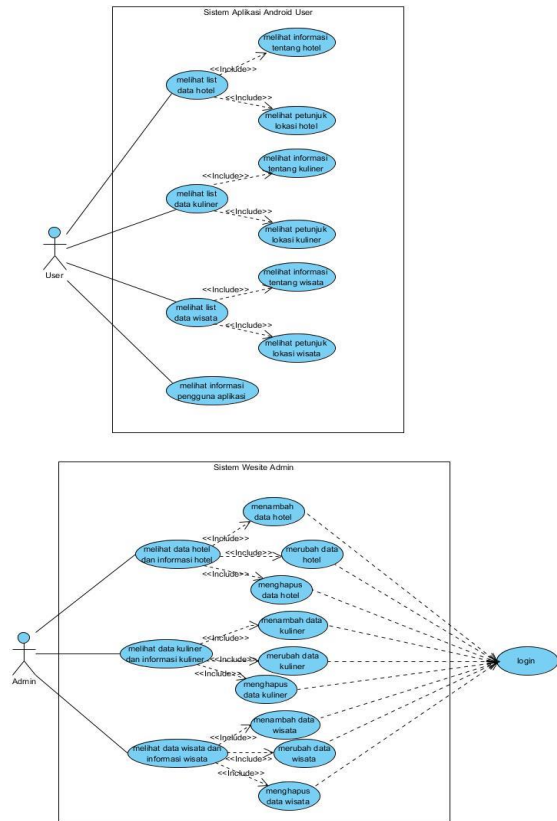 Sistem Aplikasi Android User
melihat informasi
tentang hotel
<<Include>>
melihat list
data hotel
<<Include>>
melihat petunjuk
lokasi hotel
melihat informasi
tentang kuliner
<<Include>>
melihat list
data kuliner
<<Include>>
melihat petunjuk
lokasi kuliner
User
melihat informasi
tentang wisata
<<Include>>
melihat list
data wisata
<<Include>>
melihat petunjuk
lokasi wisata
melihat informasi
pengguna aplikasi
Sistem Wesite Admin
menambah
data hotel
<<Include>>
melihat data hotel
dan informasi hotel
<<Include>>
merubah data
hotel
<<Include>>
menghapus
data hotel
menambah data
kuliner
<<Include>>
melihat data kuliner
dan informasi kuliner
<<Include>>
merubah data
kuliner
<<Include>>
menghapus
data kuliner
login
Admin
menambah data
wisata
<<Include>>
melihat data wisata dan
informasi wisata
<<Include>>
merubah data
wisata
<<Include>>
menghapus
data wisata